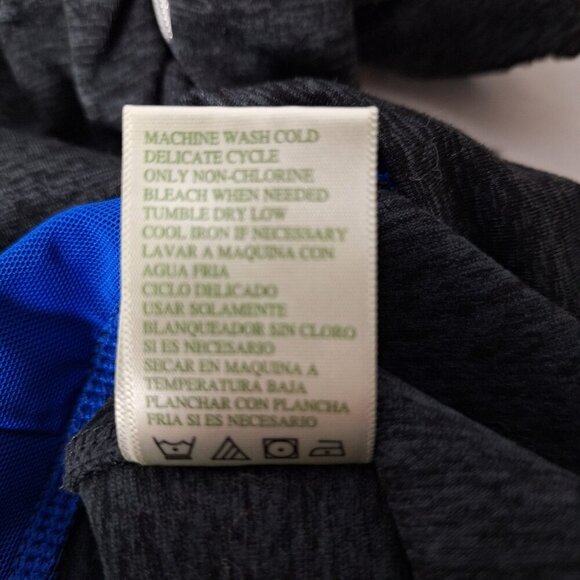 MACHINE WASH COLD
DELICATE CYCLE
ONLY NON-CHLORINE
BLEACH WHEN NEEDED
TUMBLE DRY LOW
COOL IRON IF NECESSARY
LAVAR A MAQUINA CON
AGUA FRIA
CICLO DELICADO
USAR SOLAMENTE
BLANQUEADOR SIN CLORO
SI ES NECESARIO
SECAR EN MAQUINA A
TEMPERATURA BAJA
PLANCHAR CON PLANCHA
FRIA SI ES NECESARIO